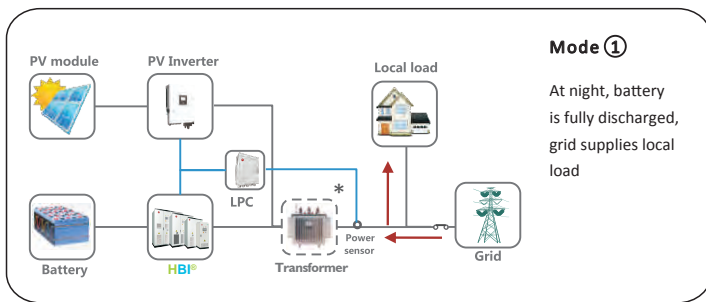 Mode ①
PV module
PV Inverter
Local load
At night, battery
is fully discharged,
grid supplies local
load
LPC
*
Power
sensor
Battery
HBI®
Transformer
Grid